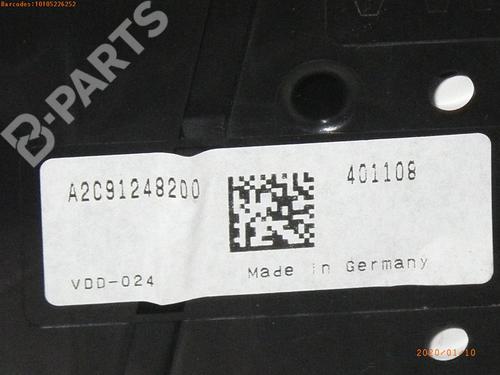 Barcodes:10105226252
B-PARTS
A2C91248200
401108
VDD-024
Made in Germany
2020/01/10